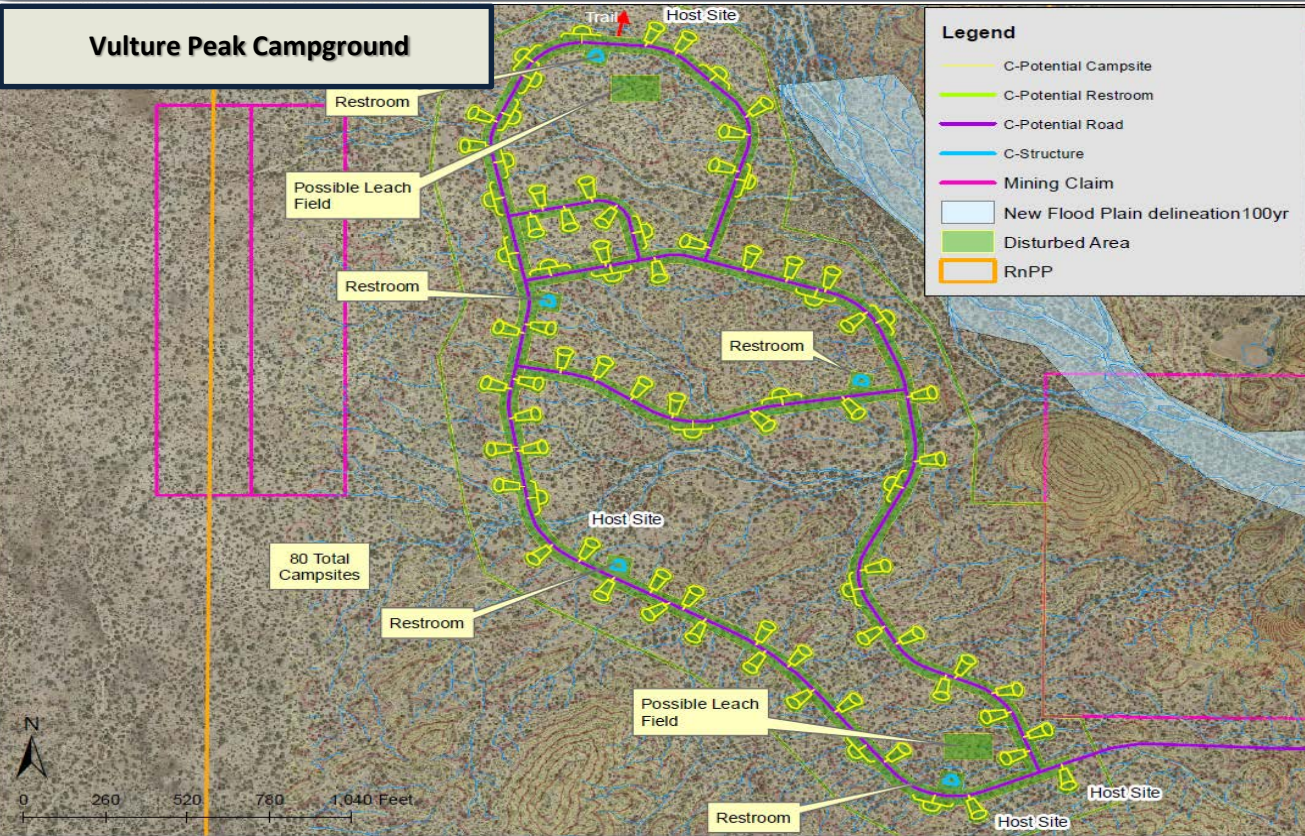 Vulture Peak Campground
Trail
Host Site
Restroom
Possible Leach
Field
Restroom
Restroom
Host Site
80 Total
Campsites
Restroom
Possible Leach
Field
Restroom
Host Site
Host Site
N
0 260 520 780 1,040 Feet
Legend
C-Potential Campsite
C-Potential Restroom
C-Potential Road
C-Structure
Mining Claim
New Flood Plain delineation100yr
Disturbed Area
RnPP